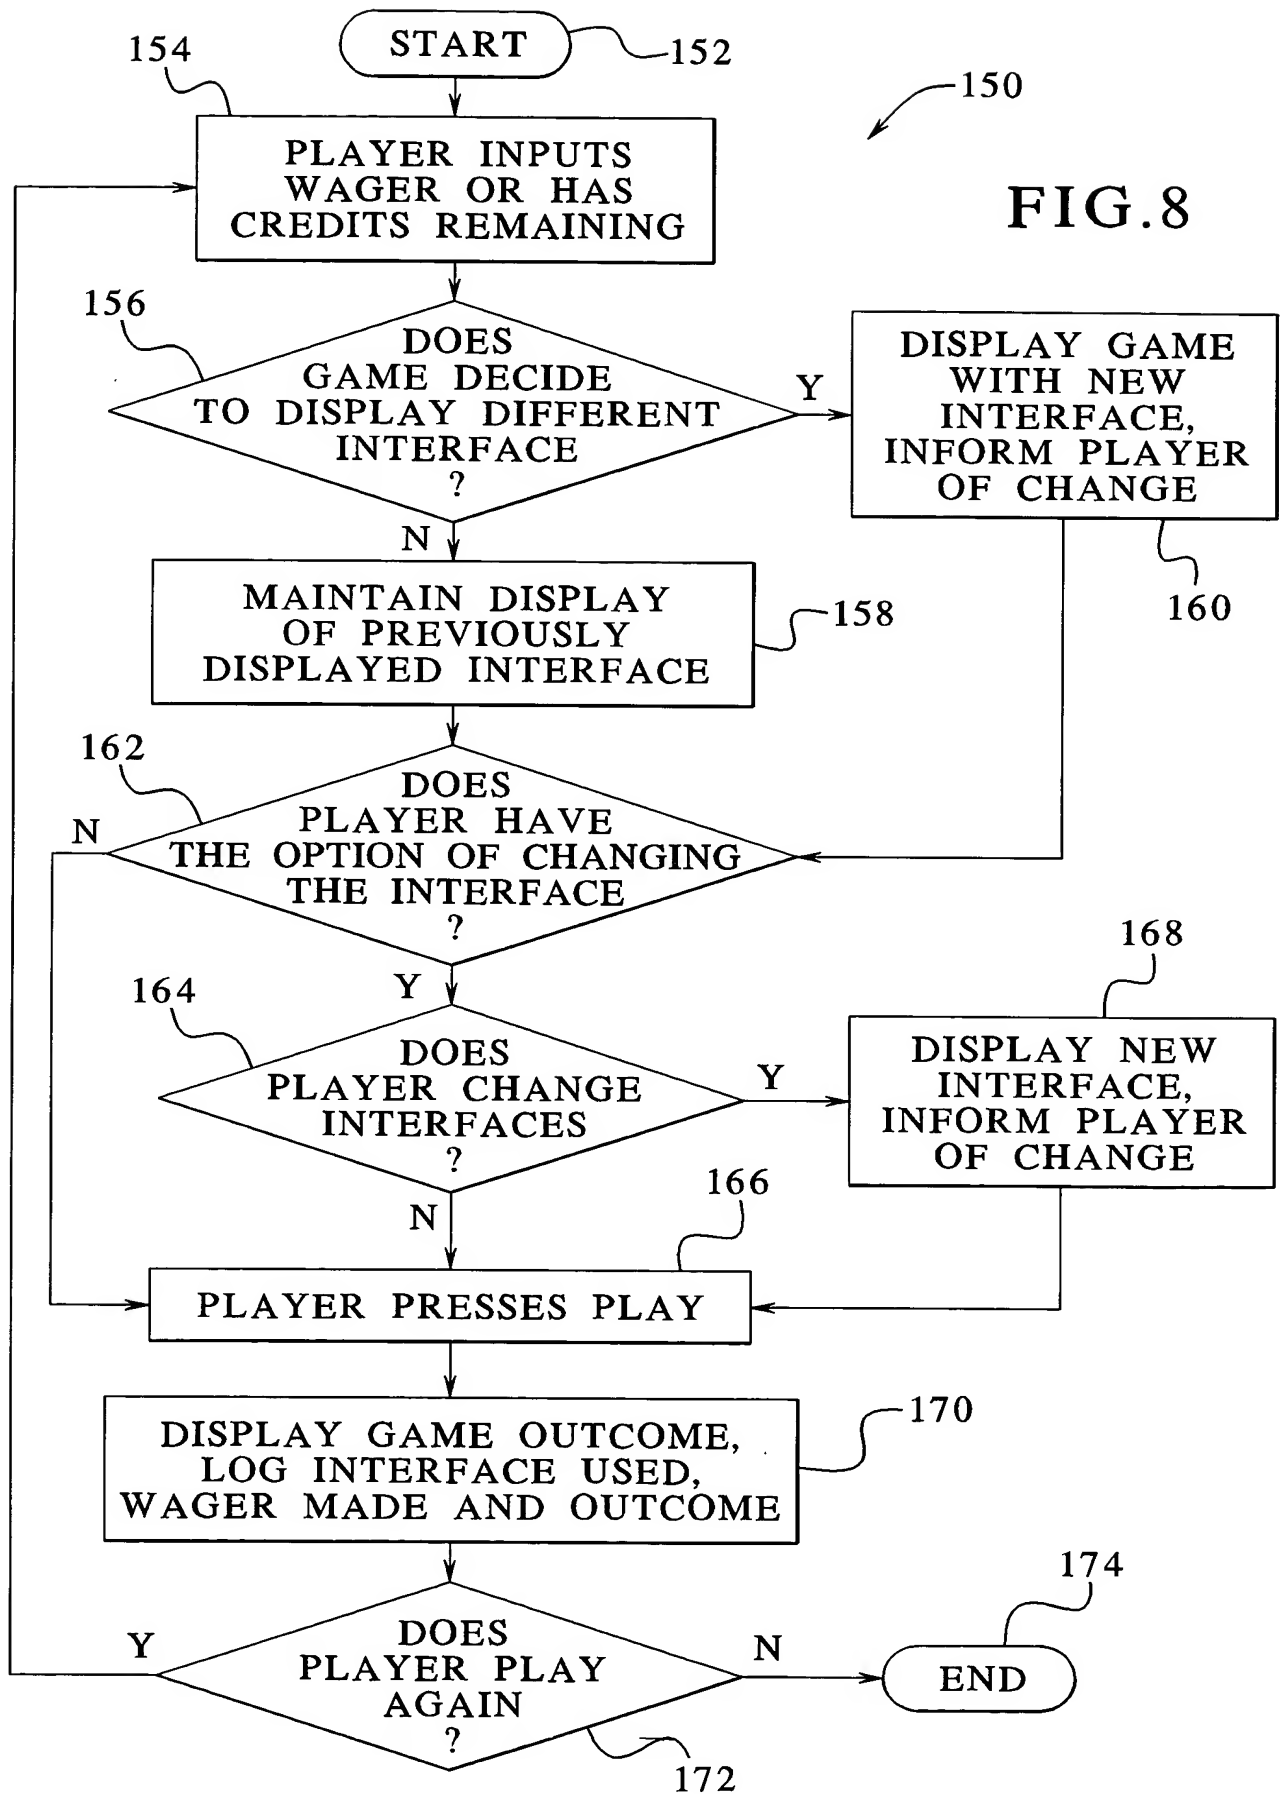 START
152
154
150
PLAYER INPUTS
WAGER OR HAS
CREDITS REMAINING
FIG.8
156
DOES
GAME DECIDE
TO DISPLAY DIFFERENT
INTERFACE
?
Y
DISPLAY GAME
WITH NEW
INTERFACE,
INFORM PLAYER
OF CHANGE
160
N
MAINTAIN DISPLAY
OF PREVIOUSLY
DISPLAYED INTERFACE
158
162
DOES
PLAYER HAVE
THE OPTION OF CHANGING
THE INTERFACE
?
N
Y
164
DOES
PLAYER CHANGE
INTERFACES
?
Y
168
DISPLAY NEW
INTERFACE,
INFORM PLAYER
OF CHANGE
N
166
PLAYER PRESSES PLAY
DISPLAY GAME OUTCOME,
LOG INTERFACE USED,
WAGER MADE AND OUTCOME
170
DOES
PLAYER PLAY
AGAIN
?
Y
N
172
174
END